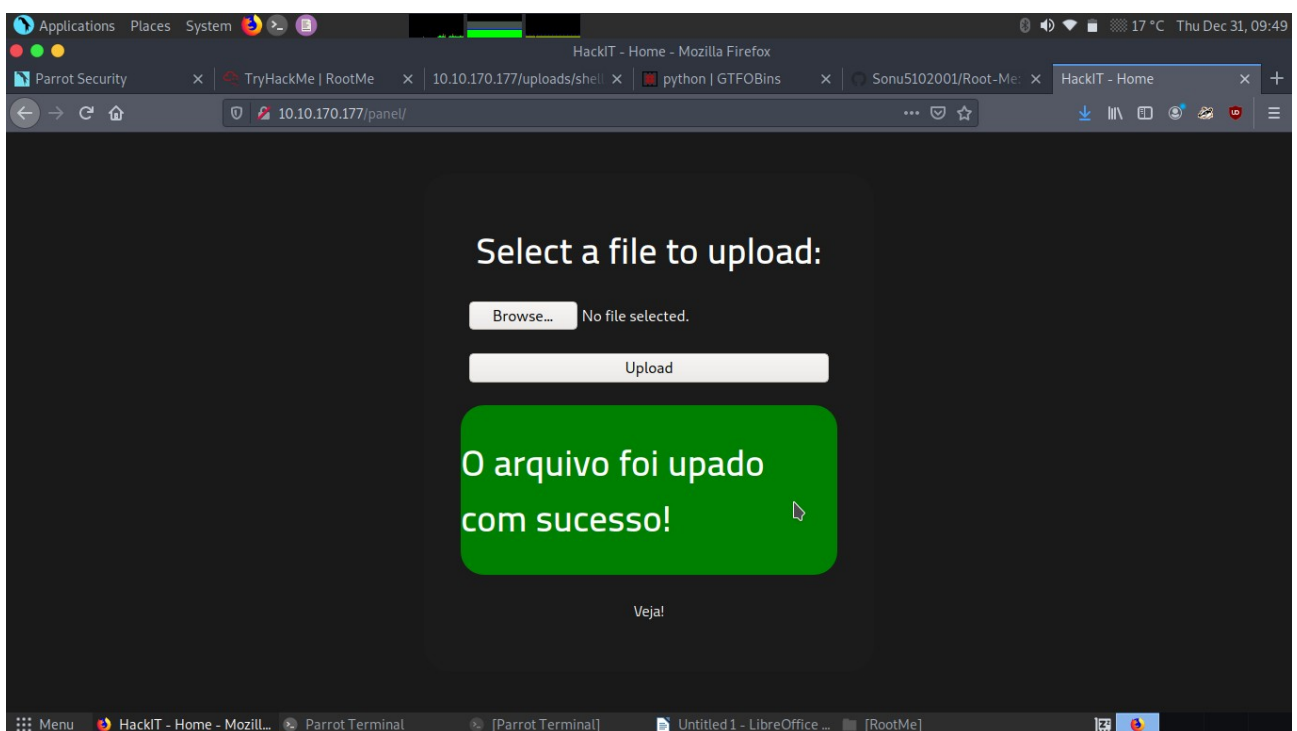 Applications Places System 17 °C Thu Dec 31, 09:49
HackIT - Home - Mozilla Firefox
Parrot Security TryHackMe | RootMe 10.10.170.177/uploads/shell python | GTFOBins Sonu5102001/Root-Me: HackIT - Home
10.10.170.177/panel/
Select a file to upload:
Browse... No file selected.
Upload
O arquivo foi upado
com sucesso!
Veja!
Menu HackIT - Home - Mozill... Parrot Terminal [Parrot Terminal] Untitled 1 - LibreOffice ... [RootMe]